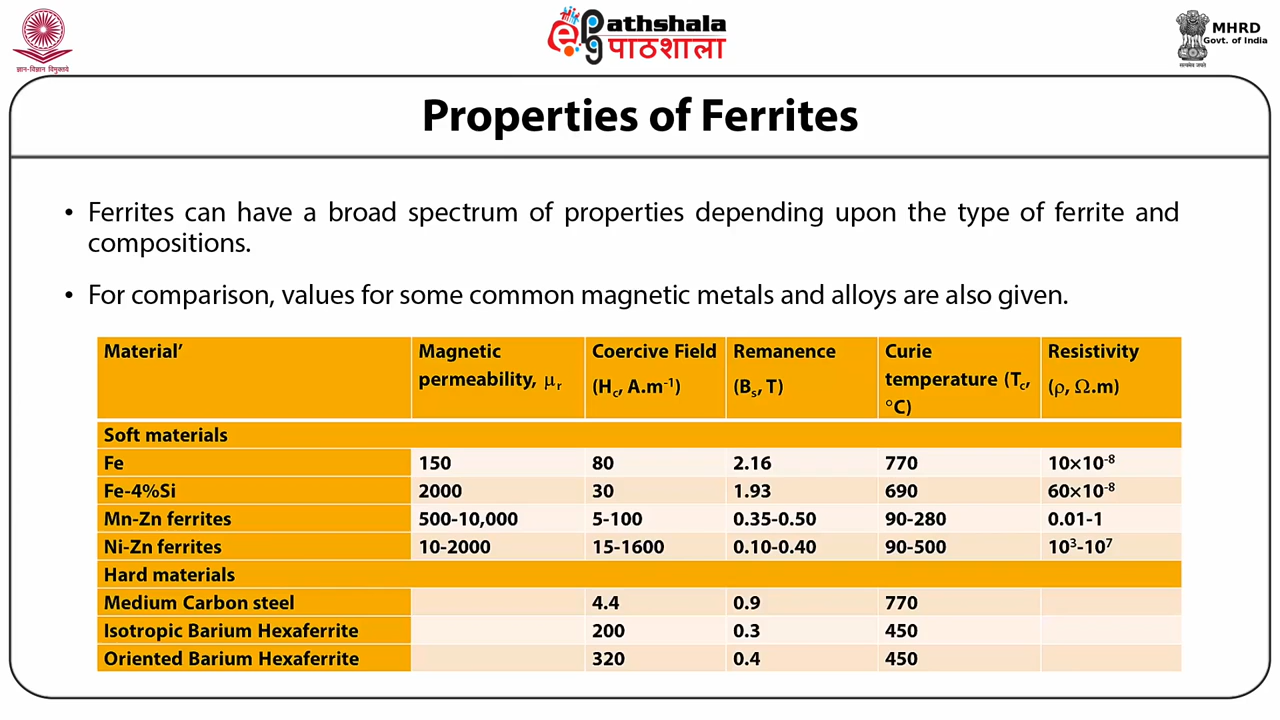 ज्ञान-विज्ञान विमुक्तये
pathshala
पाठशाला
MHRD
Govt. of India
सत्यमेव जयते
Properties of Ferrites
• Ferrites can have a broad spectrum of properties depending upon the type of ferrite and
compositions.
• For comparison, values for some common magnetic metals and alloys are also given.
Material’ Magnetic permeability, μr Coercive Field (Hc, A.m-1) Remanence (Bs, T) Curie temperature (Tc, °C) Resistivity (ρ, Ω.m)
Soft materials
Fe 150 80 2.16 770 10×10-8
Fe-4%Si 2000 30 1.93 690 60×10-8
Mn-Zn ferrites 500-10,000 5-100 0.35-0.50 90-280 0.01-1
Ni-Zn ferrites 10-2000 15-1600 0.10-0.40 90-500 103-107
Hard materials
Medium Carbon steel 4.4 0.9 770
Isotropic Barium Hexaferrite 200 0.3 450
Oriented Barium Hexaferrite 320 0.4 450